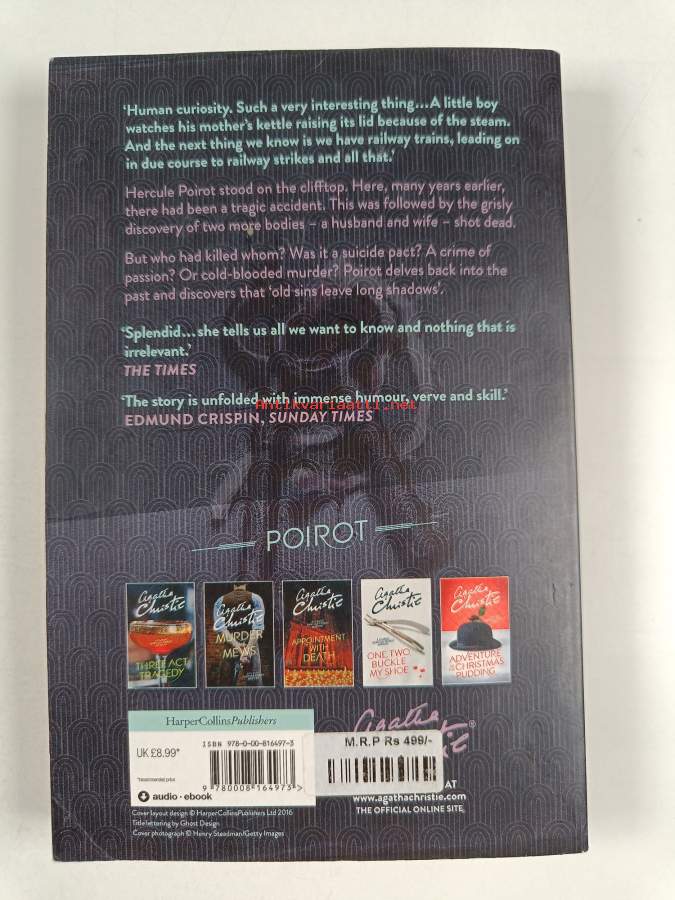 ‘Human curiosity. Such a very interesting thing…A little boy
watches his mother’s kettle raising its lid because of the steam.
And the next thing we know is we have railway trains, leading on
in due course to railway strikes and all that.’
Hercule Poirot stood on the clifftop. Here, many years earlier,
there had been a tragic accident. This was followed by the grisly
discovery of two more bodies – a husband and wife – shot dead.
But who had killed whom? Was it a suicide pact? A crime of
passion? Or cold-blooded murder? Poirot delves back into the
past and discovers that ‘old sins leave long shadows’.
‘Splendid…she tells us all we want to know and nothing that is
irrelevant.’
THE TIMES
‘The story is unfolded with immense humour, verve and skill.’
Antikvariaatti.net
EDMUND CRISPIN, SUNDAY TIMES
POIROT
Agatha Christie
THREE ACT
TRAGEDY
Agatha Christie
MURDER
MEWS
Agatha Christie
APPOINTMENT
WITH
DEATH
Agatha Christie
ONE, TWO,
BUCKLE
MY SHOE
Agatha Christie
ADVENTURE
OF THE CHRISTMAS
PUDDING
HarperCollinsPublishers
UK £8.99*
*recommended price
ISBN 978-0-00-816497-3
9 780008 164973 >
audio • ebook
Agatha
®
M.R.P Rs 499/-
AT
www.agathachristie.com
THE OFFICIAL ONLINE SITE
Cover layout design © HarperCollinsPublishers Ltd 2016
Title lettering by Ghost Design
Cover photograph © Henry Steadman/Getty Images